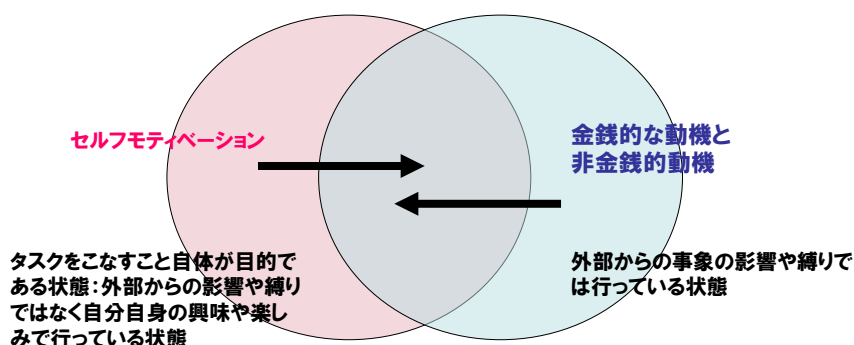 セルフモティベーション
金銭的な動機と
非金銭的動機
タスクをこなすこと自体が目的で
ある状態：外部からの影響や縛り
ではなく自分自身の興味や楽し
みで行っている状態
外部からの事象の影響や縛りで
は行っている状態